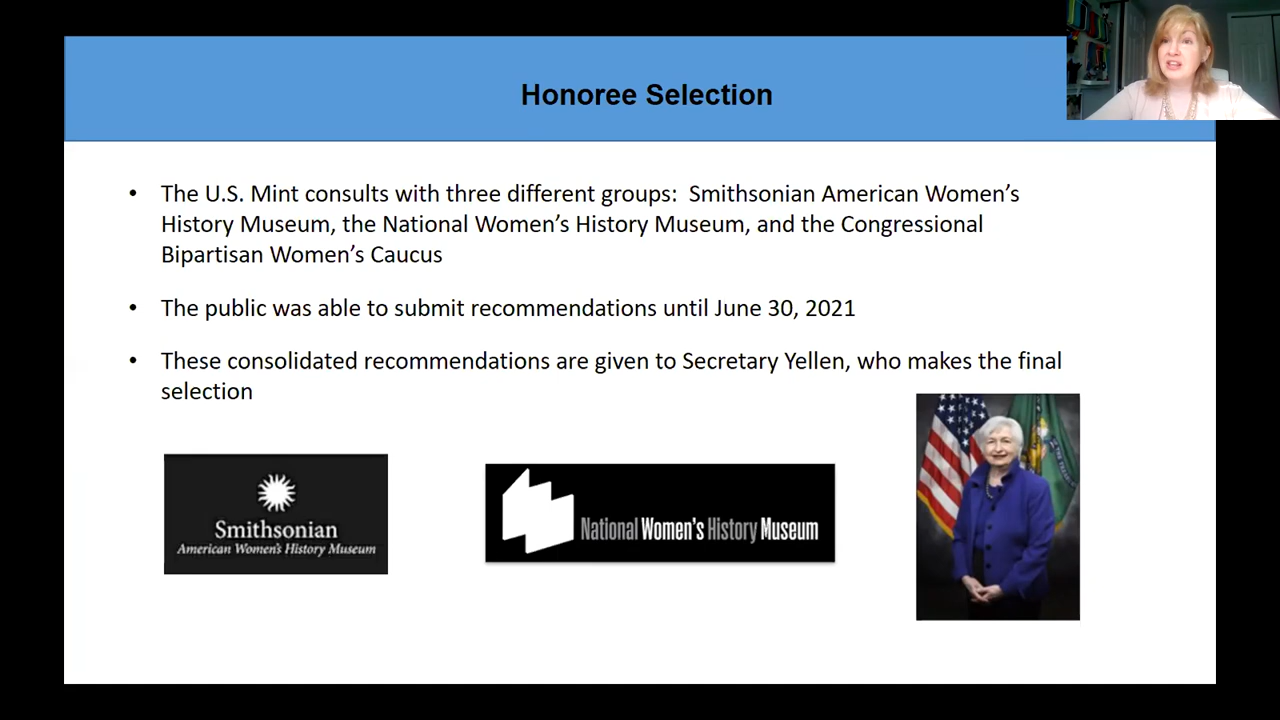 Honoree Selection
• The U.S. Mint consults with three different groups:  Smithsonian American Women’s
History Museum, the National Women’s History Museum, and the Congressional
Bipartisan Women’s Caucus
• The public was able to submit recommendations until June 30, 2021
• These consolidated recommendations are given to Secretary Yellen, who makes the final
selection
Smithsonian
American Women's History Museum
National Women's History Museum